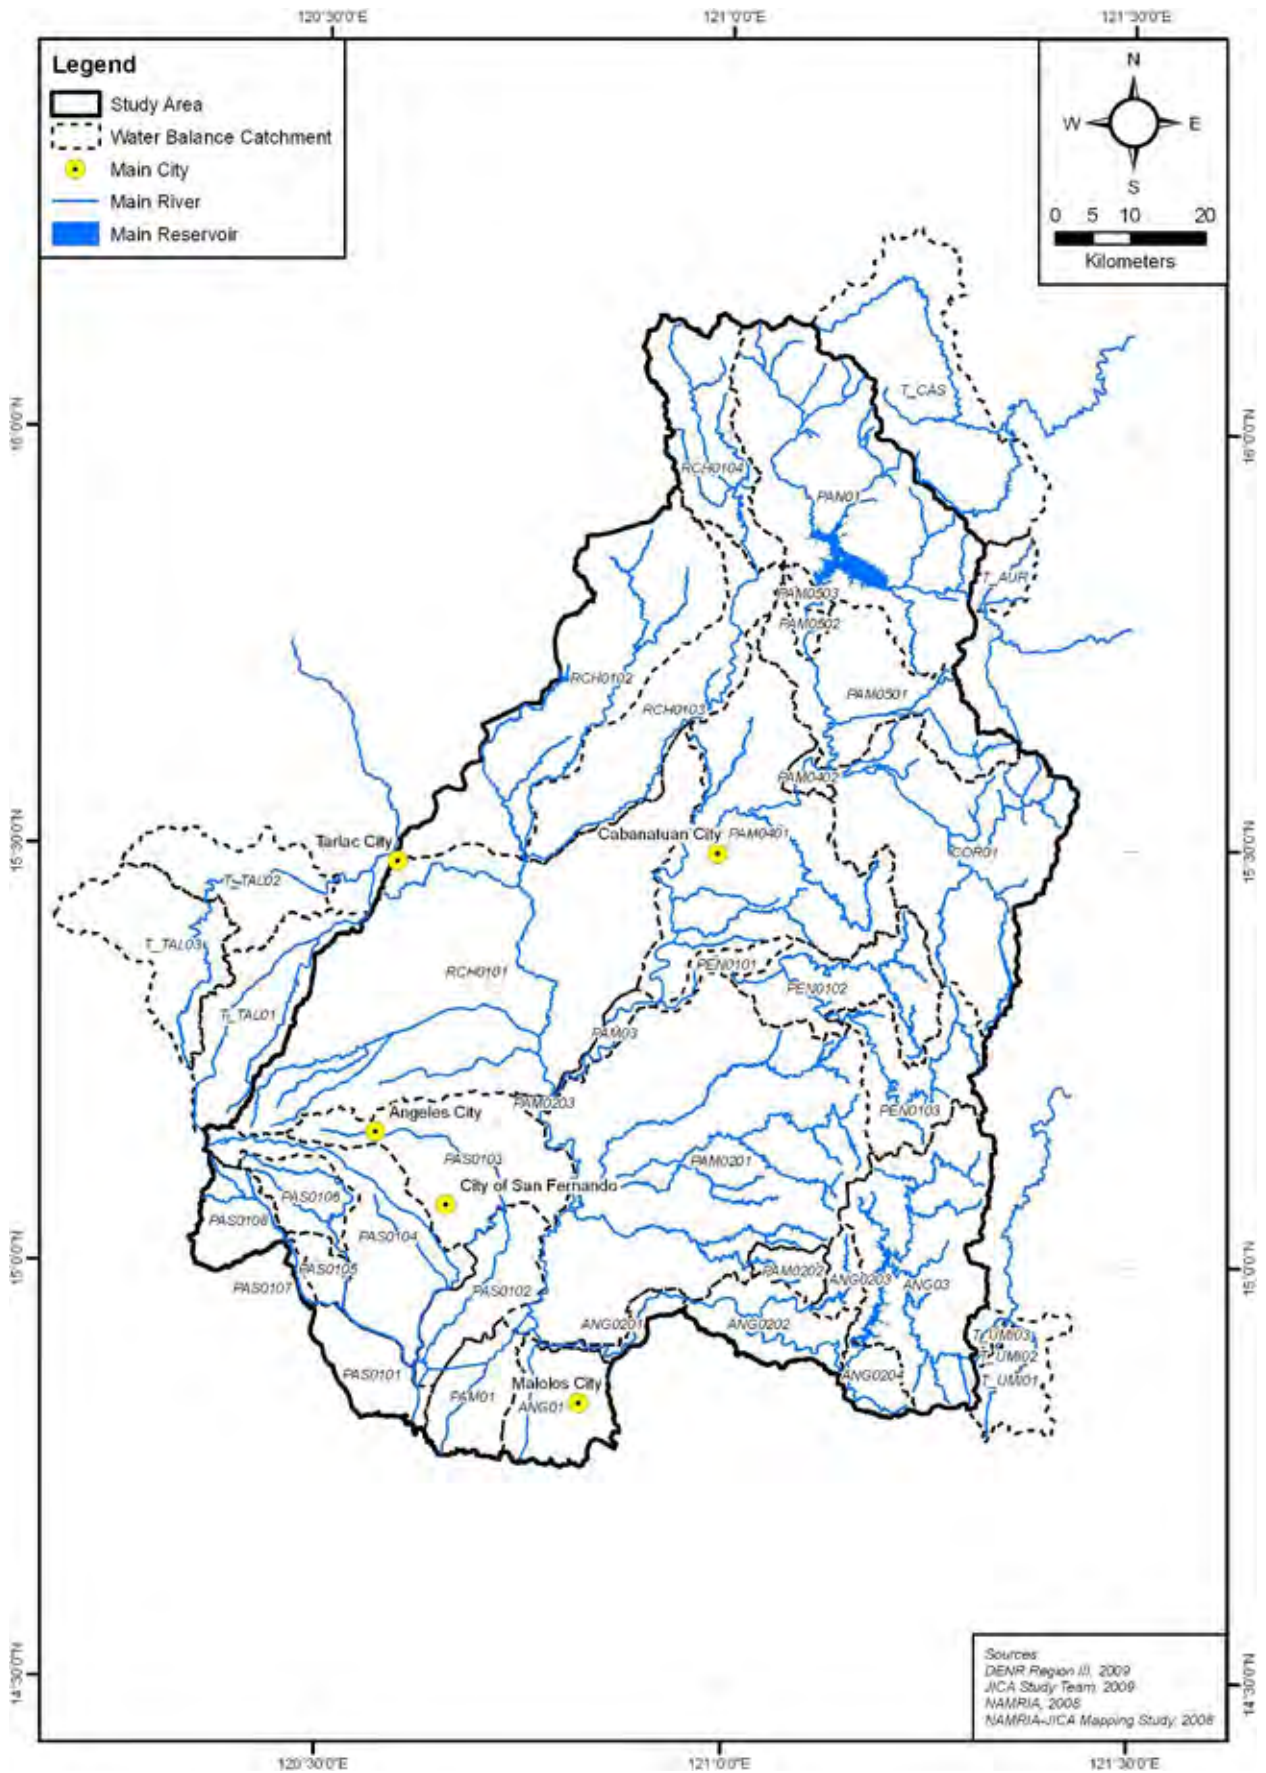 120°30'0"E
121°0'0"E
121°30'0"E
Legend
Study Area
Water Balance Catchment
Main City
Main River
Main Reservoir
N
W
E
S
0 5 10 20
Kilometers
T_CAS
16°0'0"N
16°0'0"N
RCH0104
PAN01
T_AUR
PAM0503
PAM0502
RCH0102
PAM0501
RCH0103
PAM0402
15°30'0"N
Tarlac City
Cabanatuan City
PAM0401
COR01
15°30'0"N
T_TAL02
T_TAL03
RCH0101
PEN0101
PEN0102
T_TAL01
PAM03
PAM0203
Angeles City
PEN0103
PAS0103
PAM0201
City of San Fernando
PAS0106
PAS0108
PAS0104
15°0'0"N
PAS0105
PAM0202
ANG0203
ANG03
15°0'0"N
PAS0107
PAS0102
ANG0201
ANG0202
T_UMI03
T_UMI02
PAS0101
ANG0204
T_UMI01
Malolos City
PAM01
ANG01
Sources:
DENR Region III, 2009
JICA Study Team, 2009
NAMRIA, 2008
NAMRIA-JICA Mapping Study, 2008
14°30'0"N
14°30'0"N
120°30'0"E
121°0'0"E
121°30'0"E